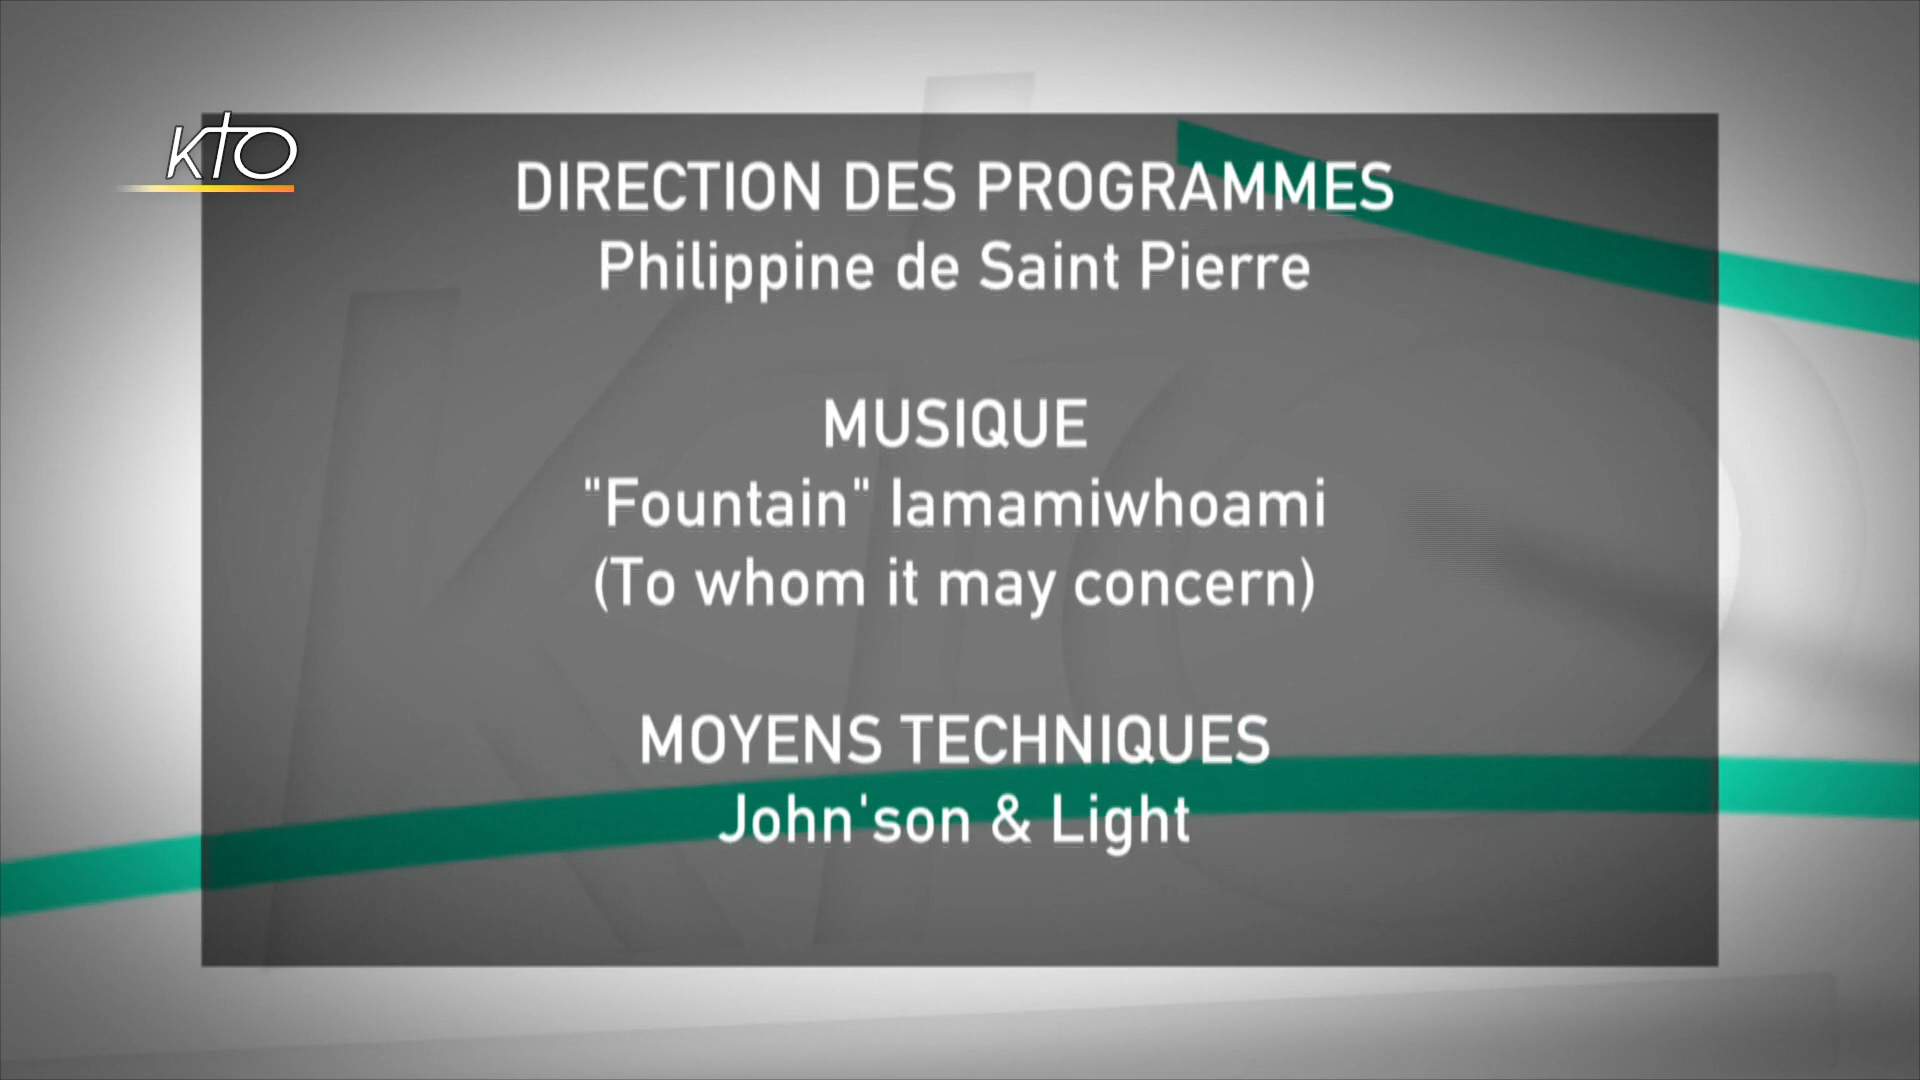 KTO
DIRECTION DES PROGRAMMES
Philippine de Saint Pierre
MUSIQUE
"Fountain" Iamamiwhoami
(To whom it may concern)
MOYENS TECHNIQUES
John'son & Light